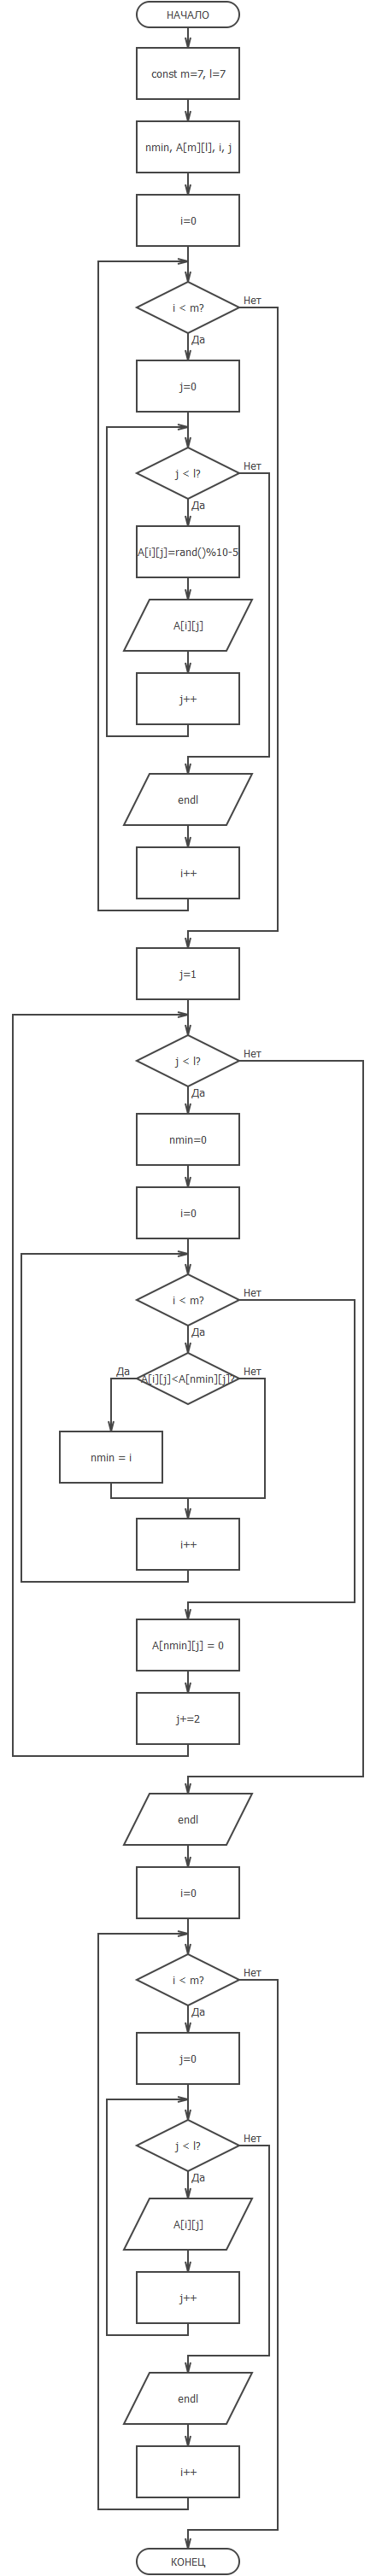 НАЧАЛО
const m=7, l=7
nmin, A[m][l], i, j
i=0
i < m?
Нет
Да
j=0
j < l?
Нет
Да
A[i][j]=rand()%10-5
A[i][j]
j++
endl
i++
j=1
j < l?
Нет
Да
nmin=0
i=0
i < m?
Нет
Да
Да
A[i][j]<A[nmin][j]?
Нет
nmin = i
i++
A[nmin][j] = 0
j+=2
endl
i=0
i < m?
Нет
Да
j=0
j < l?
Нет
Да
A[i][j]
j++
endl
i++
КОНЕЦ